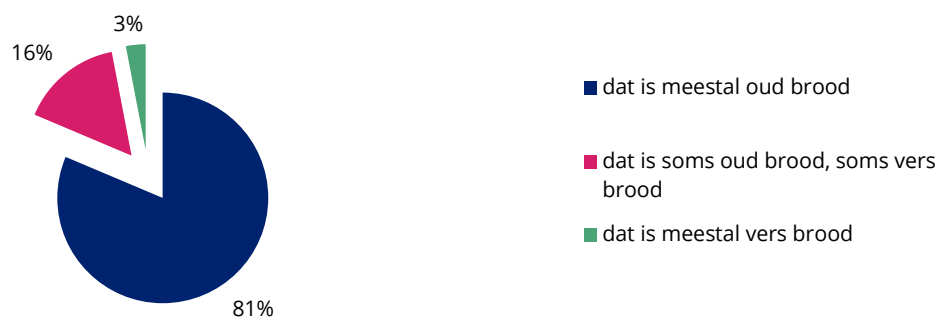 3%
16%
81%
dat is meestal oud brood
dat is soms oud brood, soms vers
brood
dat is meestal vers brood